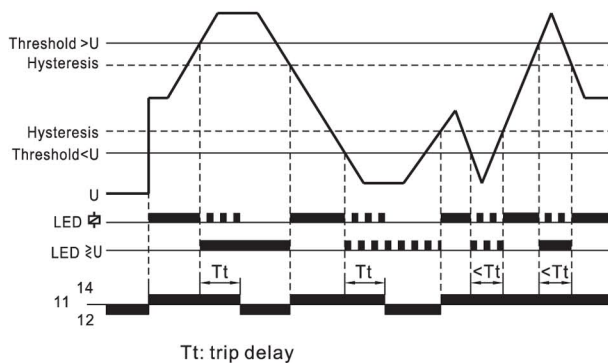 Threshold >U
Hysteresis
Hysteresis
Threshold<U
U
LED
LED ≷U
Tt
Tt
<Tt
<Tt
14
11
12
Tt: trip delay